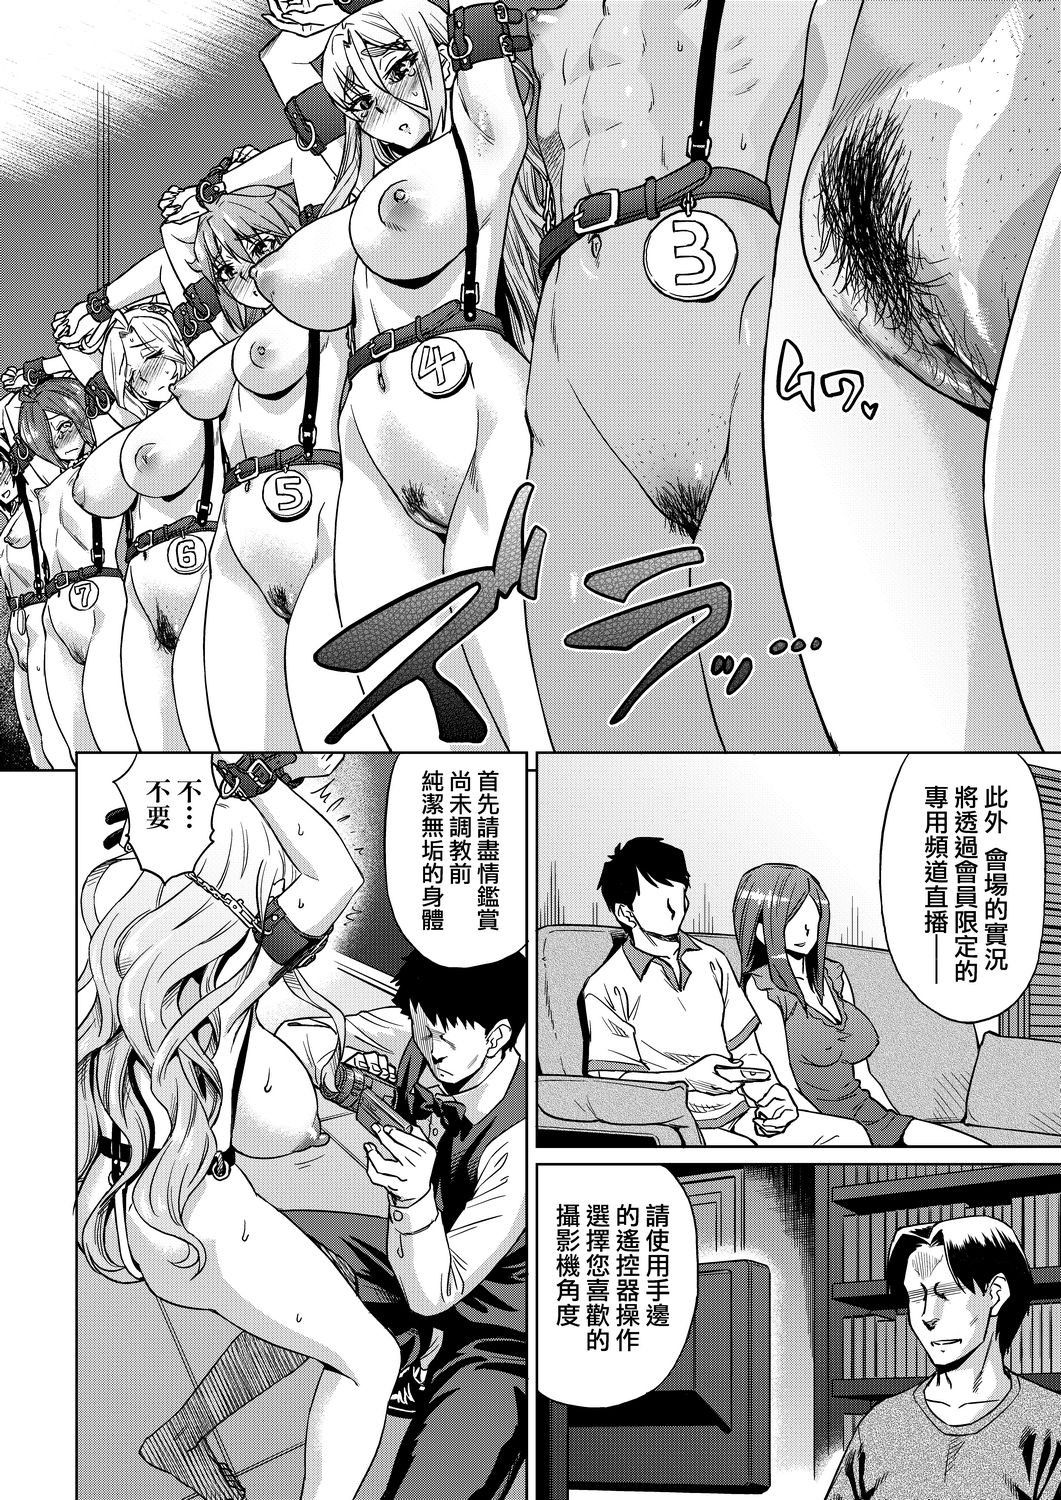 3
4
5
6
7
ムワ♡
ズラッ…
此外 會場的實況
將透過會員限定的
專用頻道直播——
請使用手邊
的遙控器操作
選擇您喜歡的
攝影機角度
首先請盡情鑑賞
尚未調教前
純潔無垢的身體
不…
不要